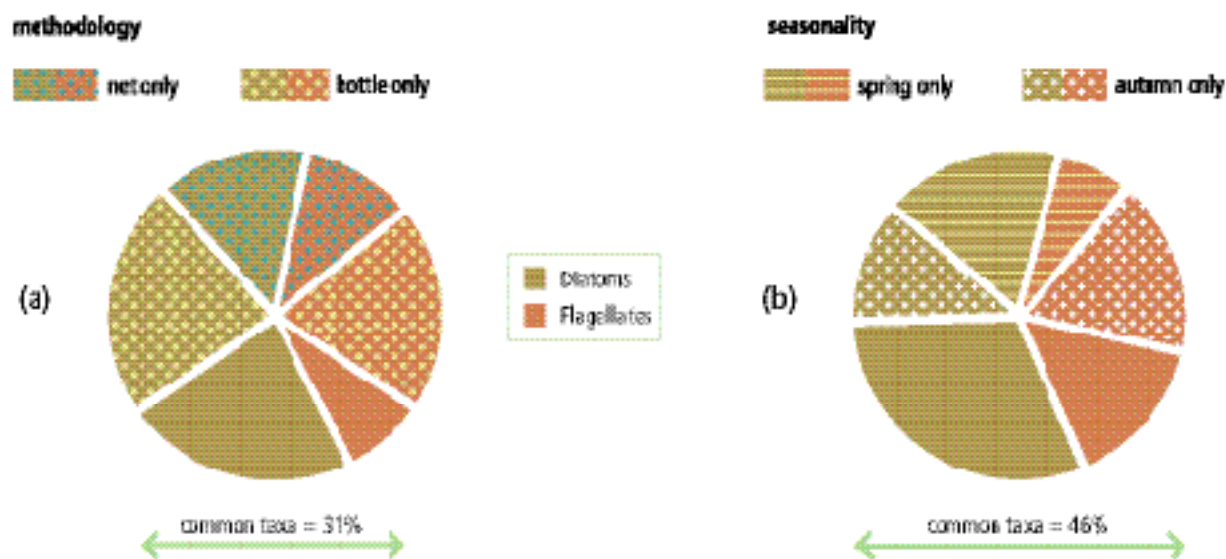 methodology
net only
bottle only
seasonality
spring only
autumn only
(a)
Diatoms
Flagellates
(b)
common taxa = 31%
common taxa = 46%